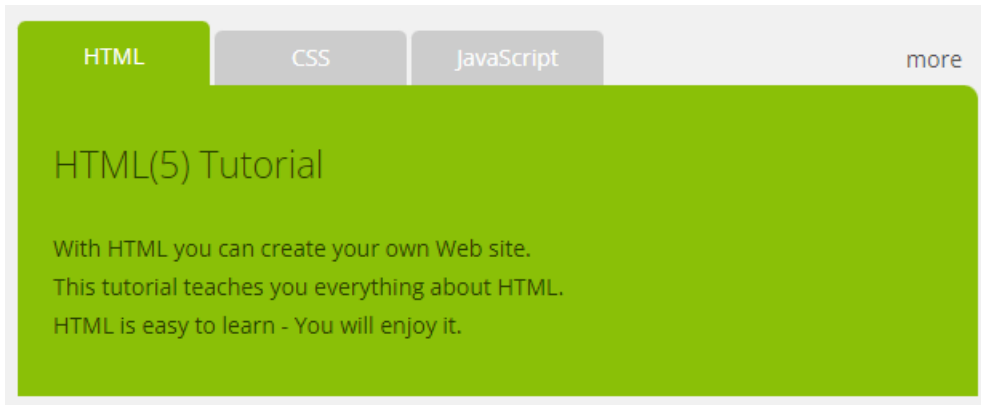 HTML CSS JavaScript more
HTML(5) Tutorial
With HTML you can create your own Web site.
This tutorial teaches you everything about HTML.
HTML is easy to learn - You will enjoy it.